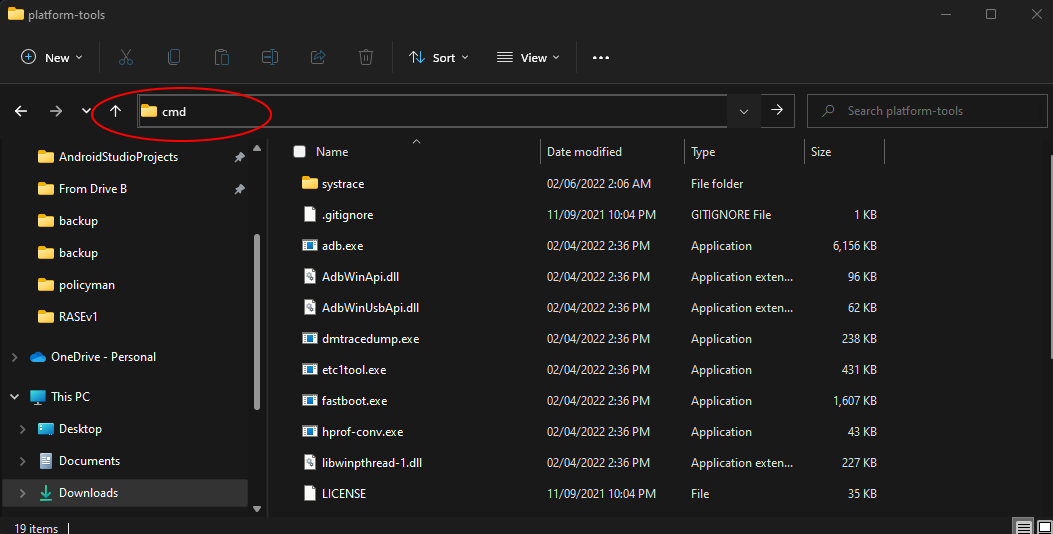 platform-tools
New Sort View
cmd Search platform-tools
AndroidStudioProjects
From Drive B
backup
backup
policyman
RASEv1
OneDrive - Personal
This PC
Desktop
Documents
Downloads
Name Date modified Type Size
systrace 02/06/2022 2:06 AM File folder
.gitignore 11/09/2021 10:04 PM GITIGNORE File 1 KB
adb.exe 02/04/2022 2:36 PM Application 6,156 KB
AdbWinApi.dll 02/04/2022 2:36 PM Application exten... 96 KB
AdbWinUsbApi.dll 02/04/2022 2:36 PM Application exten... 62 KB
dmtracedump.exe 02/04/2022 2:36 PM Application 238 KB
etc1tool.exe 02/04/2022 2:36 PM Application 431 KB
fastboot.exe 02/04/2022 2:36 PM Application 1,607 KB
hprof-conv.exe 02/04/2022 2:36 PM Application 43 KB
libwinpthread-1.dll 02/04/2022 2:36 PM Application exten... 227 KB
LICENSE 11/09/2021 10:04 PM File 35 KB
19 items